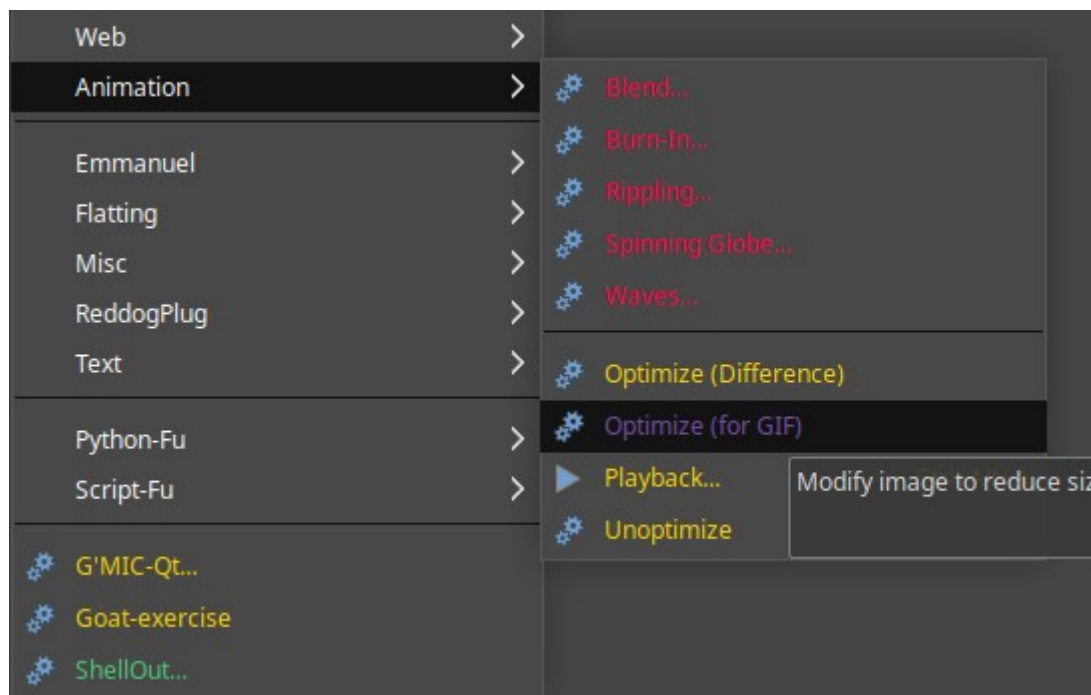 Web
Animation
Emmanuel
Flatting
Misc
ReddogPlug
Text
Python-Fu
Script-Fu
G'MIC-Qt...
Goat-exercise
ShellOut...
Blend...
Burn-In...
Rippling...
Spinning Globe...
Waves...
Optimize (Difference)
Optimize (for GIF)
Playback...
Unoptimize
Modify image to reduce siz